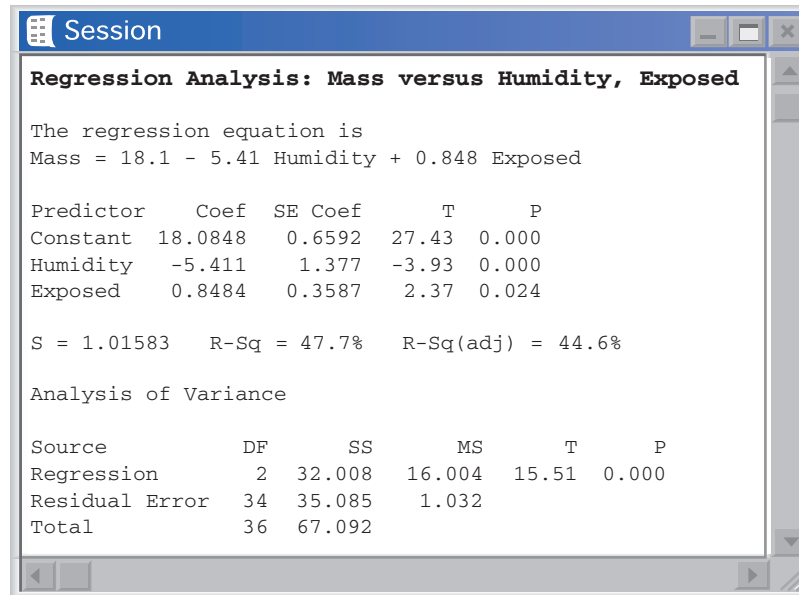 Session
Regression Analysis: Mass versus Humidity, Exposed
The regression equation is
Mass = 18.1 - 5.41 Humidity + 0.848 Exposed
Predictor Coef SE Coef T P
Constant 18.0848 0.6592 27.43 0.000
Humidity -5.411 1.377 -3.93 0.000
Exposed 0.8484 0.3587 2.37 0.024
S = 1.01583 R-Sq = 47.7% R-Sq(adj) = 44.6%
Analysis of Variance
Source DF SS MS T P
Regression 2 32.008 16.004 15.51 0.000
Residual Error 34 35.085 1.032
Total 36 67.092